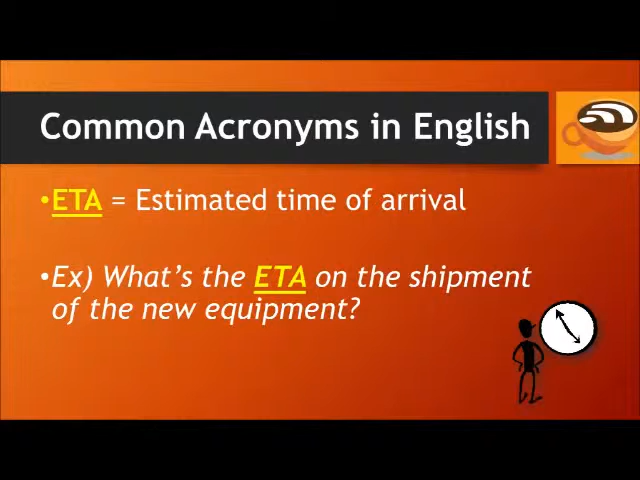 Common Acronyms in English
•ETA = Estimated time of arrival
•Ex) What's the ETA on the shipment
of the new equipment?